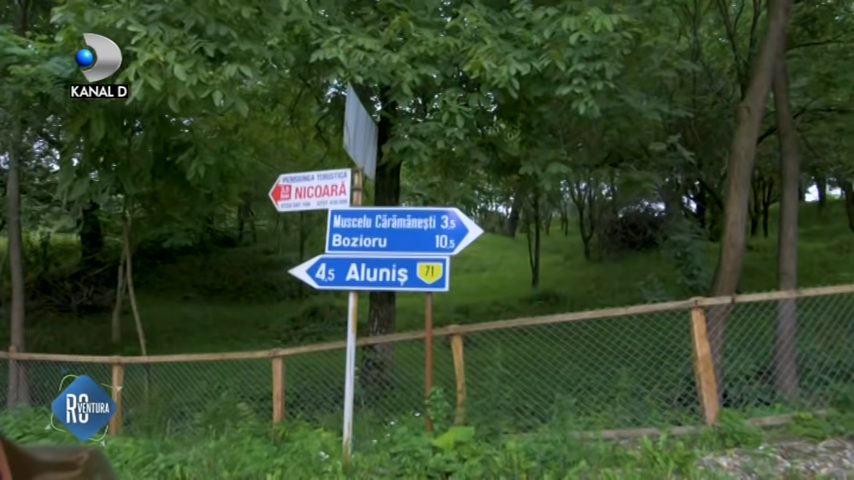 KANAL D
PENSIUNEA TURISTICĂ
NICOARĂ
Muscelu Cărămănești 3,5
Bozioru 10,5
4,5 Aluniș 71
RO
VENTURA